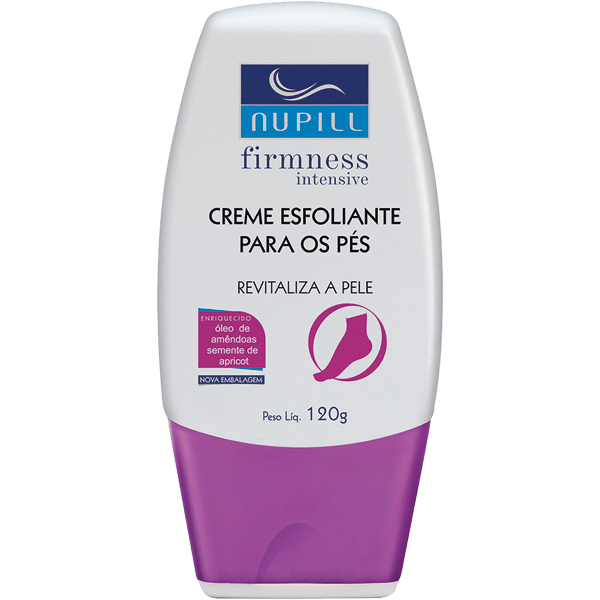 NUPILL
firmness
intensive
CREME ESFOLIANTE
PARA OS PÉS
REVITALIZA A PELE
ENRIQUECIDO
óleo de
amêndoas
semente de
apricot
NOVA EMBALAGEM
Peso Líq. 120g